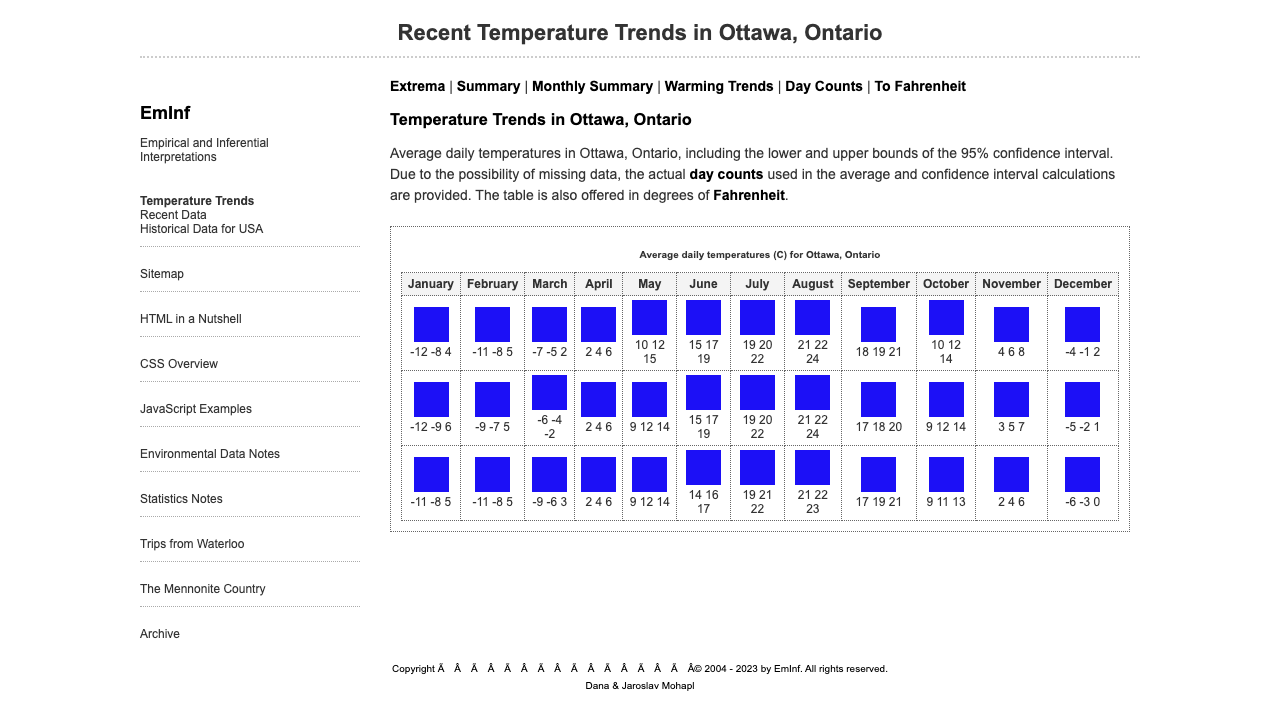 Recent Temperature Trends in Ottawa, Ontario
EmInf
Empirical and Inferential
Interpretations
Temperature Trends
Recent Data
Historical Data for USA
Sitemap
HTML in a Nutshell
CSS Overview
JavaScript Examples
Environmental Data Notes
Statistics Notes
Trips from Waterloo
The Mennonite Country
Archive
Extrema | Summary | Monthly Summary | Warming Trends | Day Counts | To Fahrenheit
Temperature Trends in Ottawa, Ontario
Average daily temperatures in Ottawa, Ontario, including the lower and upper bounds of the 95% confidence interval.
Due to the possibility of missing data, the actual day counts used in the average and confidence interval calculations
are provided. The table is also offered in degrees of Fahrenheit.
Average daily temperatures (C) for Ottawa, Ontario
January February March April May June July August September October November December
-12 -8 4 -11 -8 5 -7 -5 2 2 4 6 10 12 15 15 17 19 19 20 22 21 22 24 18 19 21 10 12 14 4 6 8 -4 -1 2
-12 -9 6 -9 -7 5 -6 -4 -2 2 4 6 9 12 14 15 17 19 19 20 22 21 22 24 17 18 20 9 12 14 3 5 7 -5 -2 1
-11 -8 5 -11 -8 5 -9 -6 3 2 4 6 9 12 14 14 16 17 19 21 22 21 22 23 17 19 21 9 11 13 2 4 6 -6 -3 0
Copyright Ã Â Ã Â Ã Â Ã Â Ã Â Ã Â Ã Â Ã Â© 2004 - 2023 by EmInf. All rights reserved.
Dana & Jaroslav Mohapl